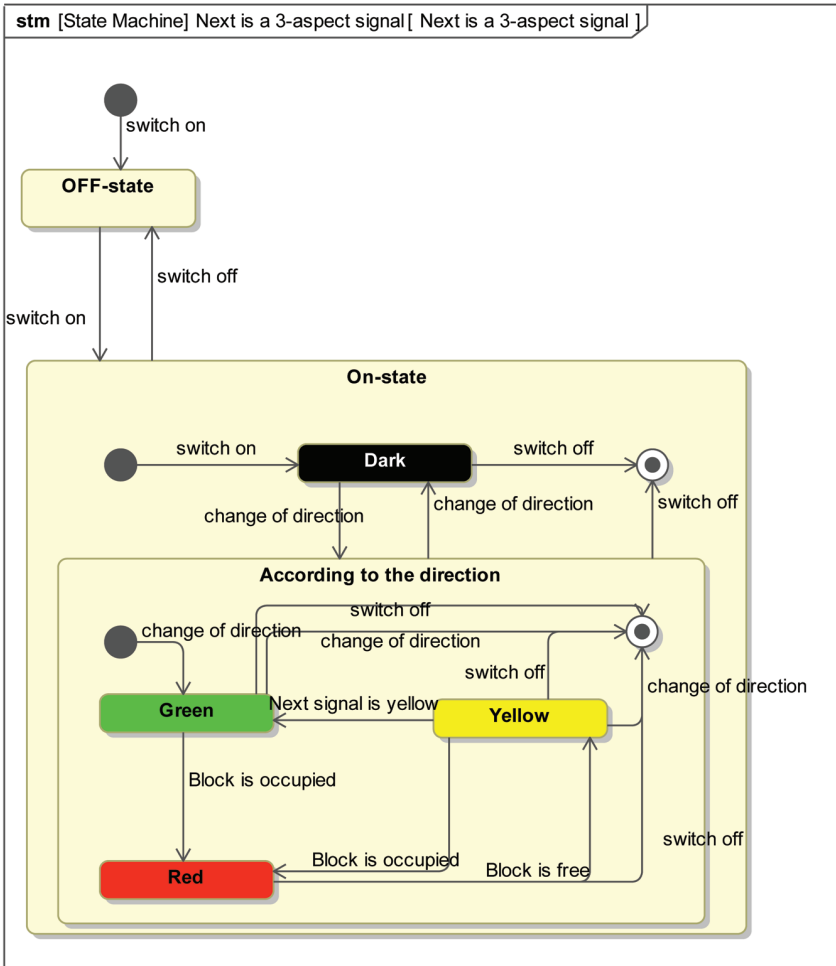 stm [State Machine] Next is a 3-aspect signal[ Next is a 3-aspect signal ]
switch on
OFF-state
switch off
switch on
On-state
switch on
Dark
switch off
change of direction
change of direction
switch off
According to the direction
switch off
change of direction
change of direction
switch off
change of direction
Next signal is yellow
Green
Yellow
Block is occupied
switch off
Block is occupied
Block is free
Red